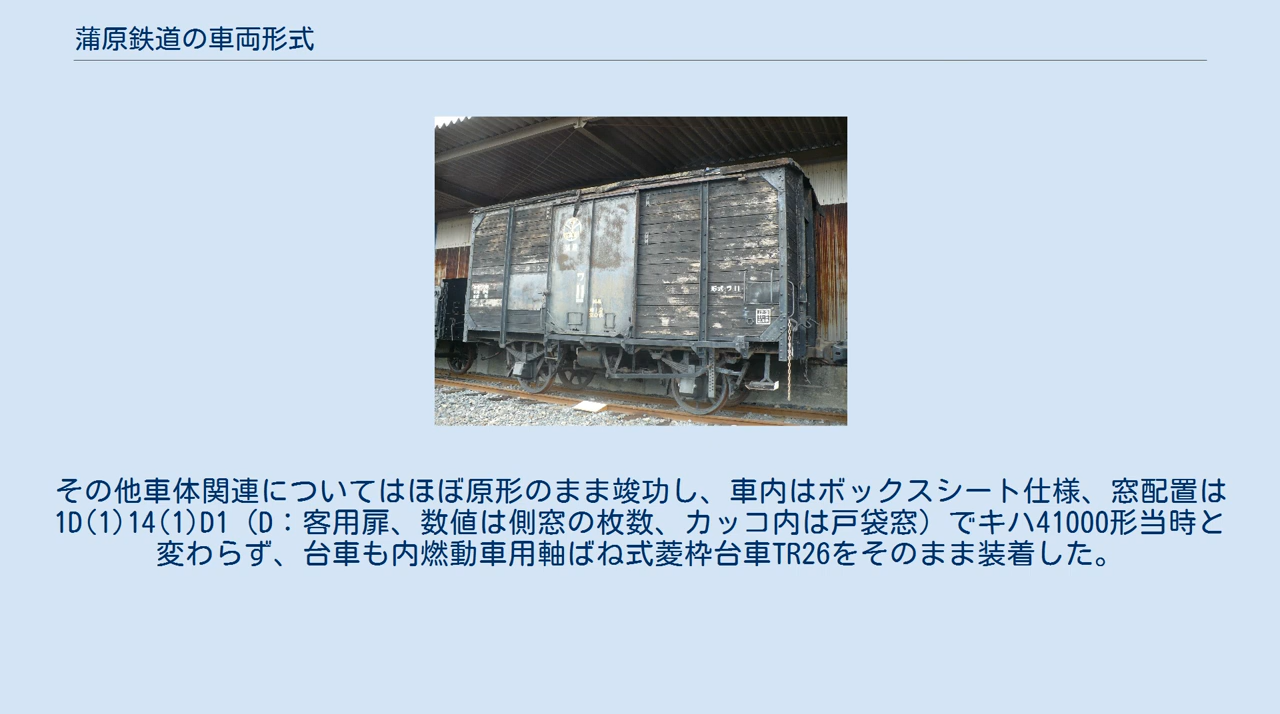 蒲原鉄道の車両形式
その他車体関連についてはほぼ原形のまま竣功し、車内はボックスシート仕様、窓配置は
1D(1)14(1)D1（D：客用扉、数値は側窓の枚数、カッコ内は戸袋窓）でキハ41000形当時と
変わらず、台車も内燃動車用軸ばね式菱枠台車TR26をそのまま装着した。